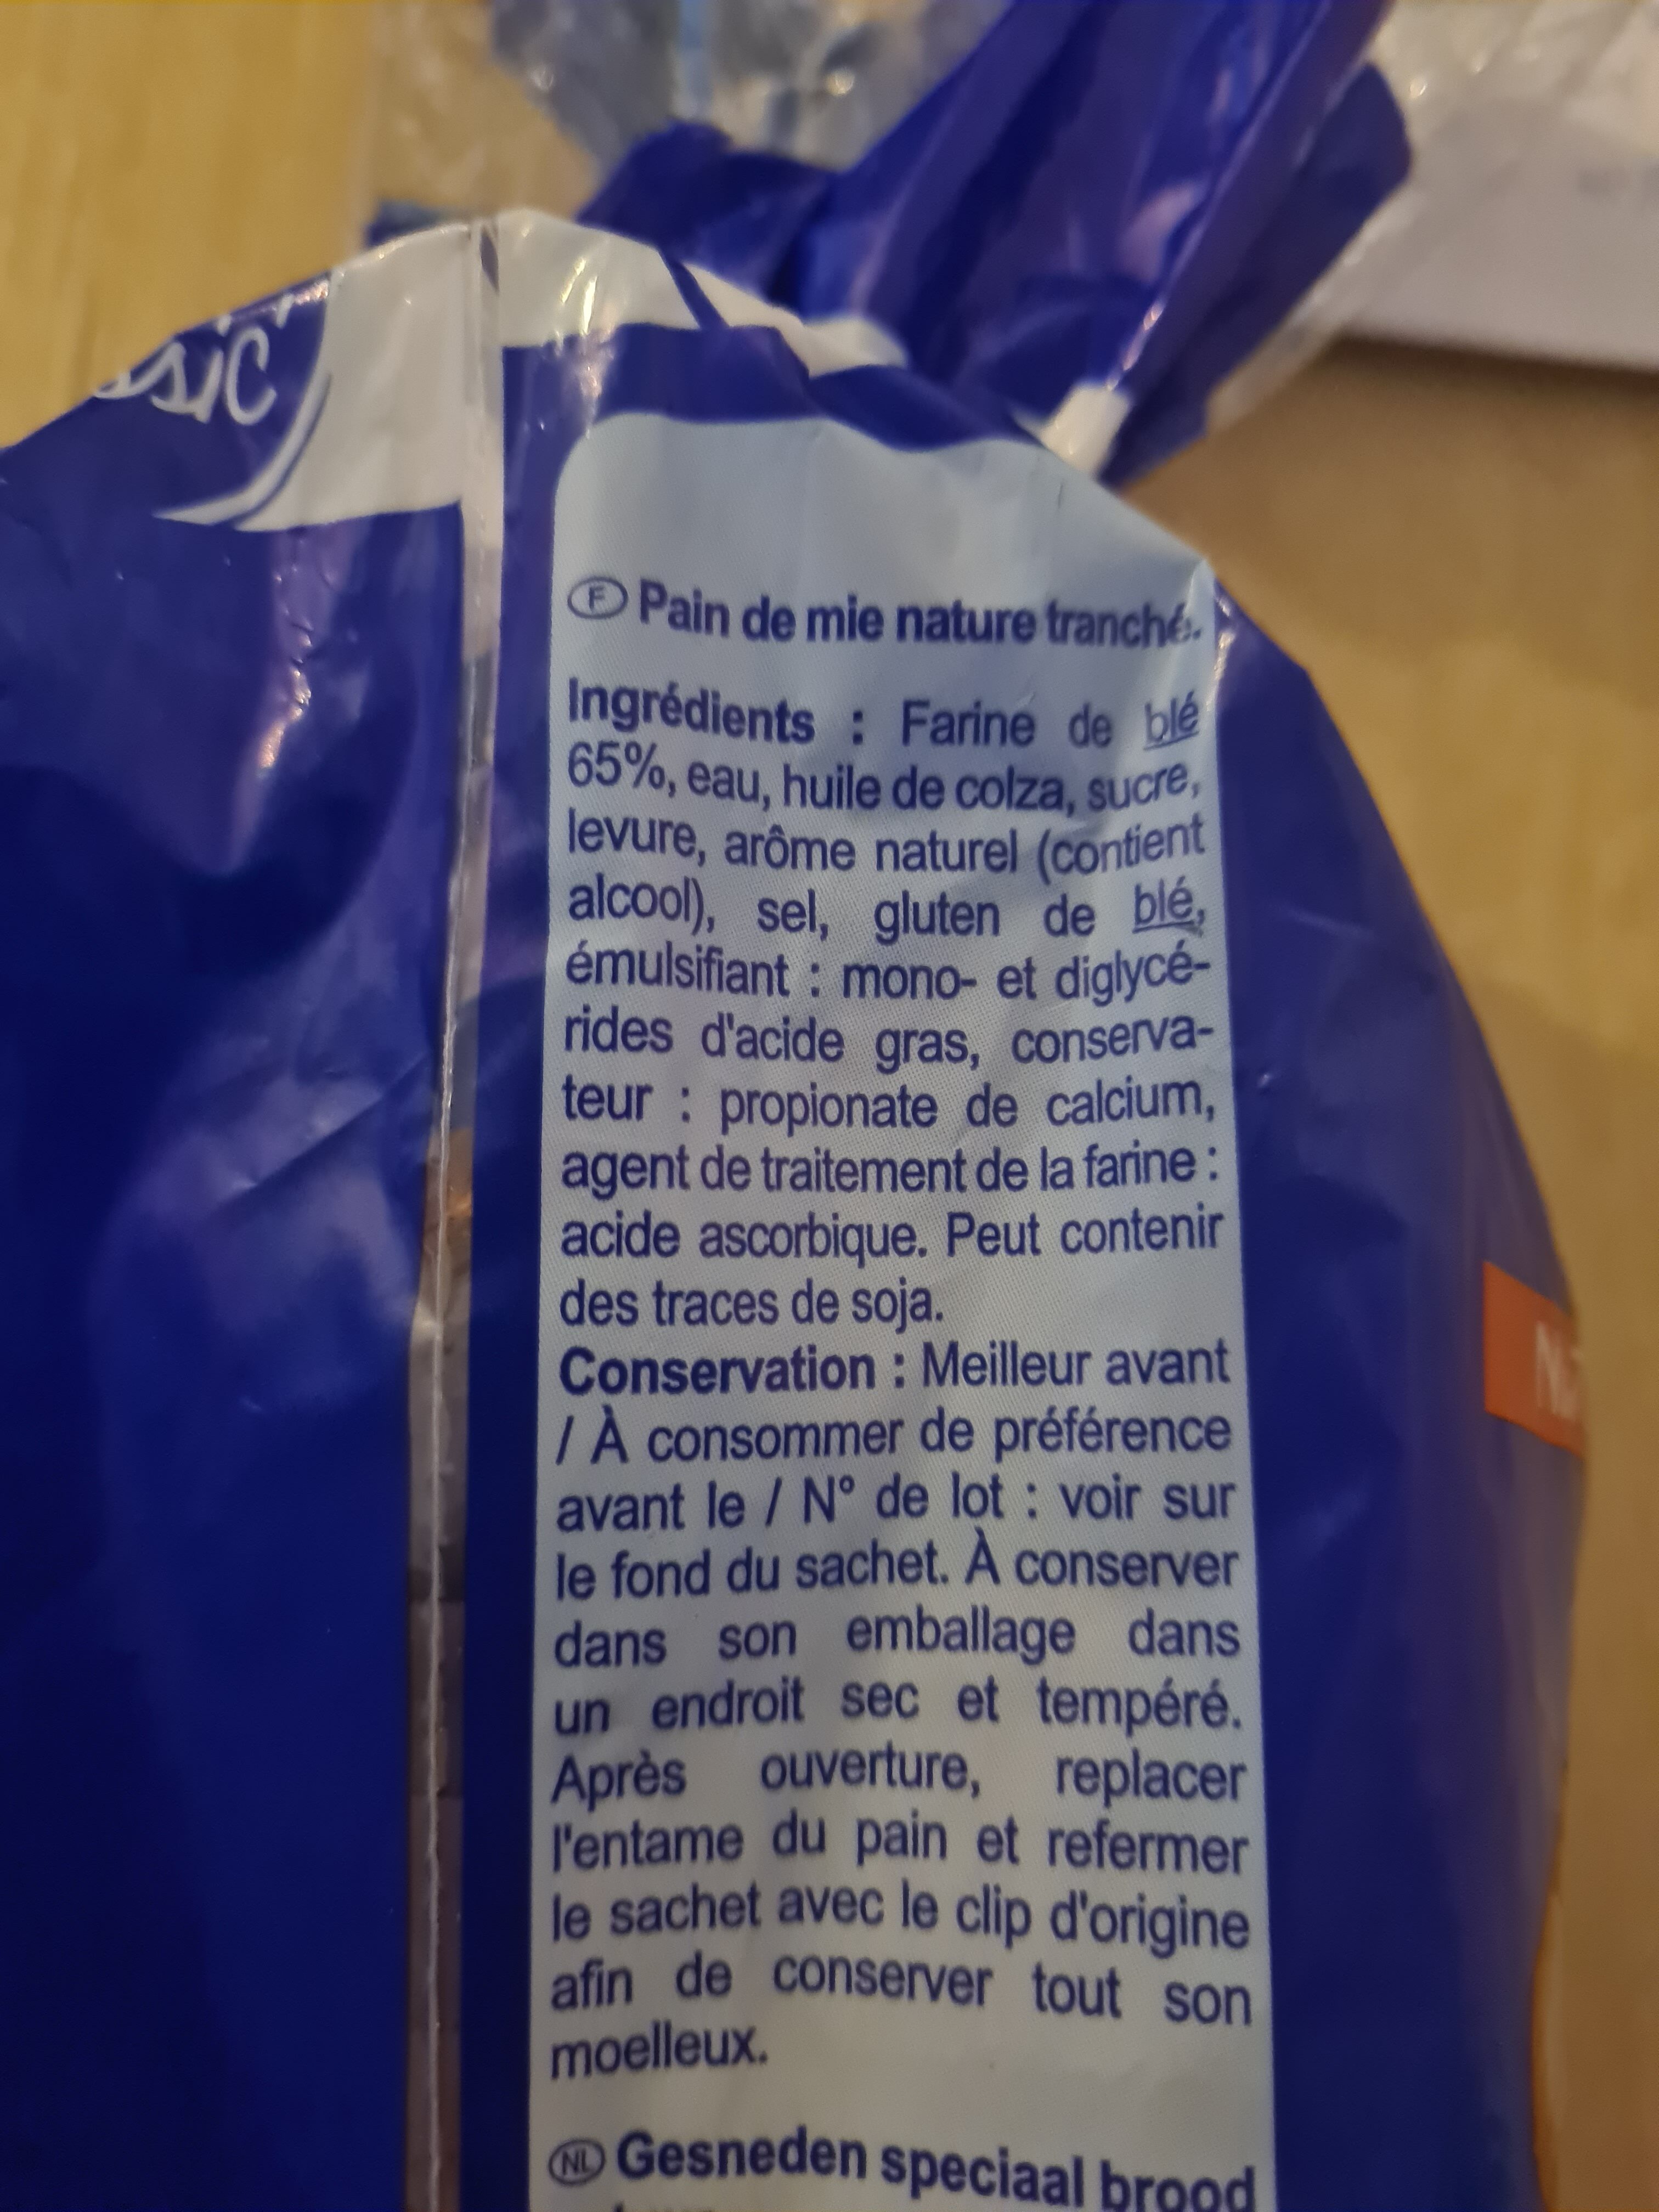 ssic
F Pain de mie nature tranché.
Ingrédients : Farine de blé
65%, eau, huile de colza, sucre,
levure, arôme naturel (contient
alcool), sel, gluten de blé,
émulsifiant : mono- et diglycé-
rides d'acide gras, conserva-
teur : propionate de calcium,
agent de traitement de la farine :
acide ascorbique. Peut contenir
des traces de soja.
Conservation : Meilleur avant
/ À consommer de préférence
avant le / N° de lot : voir sur
le fond du sachet. À conserver
dans son emballage dans
un endroit sec et tempéré.
Après ouverture, replacer
l'entame du pain et refermer
le sachet avec le clip d'origine
afin de conserver tout son
moelleux.
NL Gesneden speciaal brood